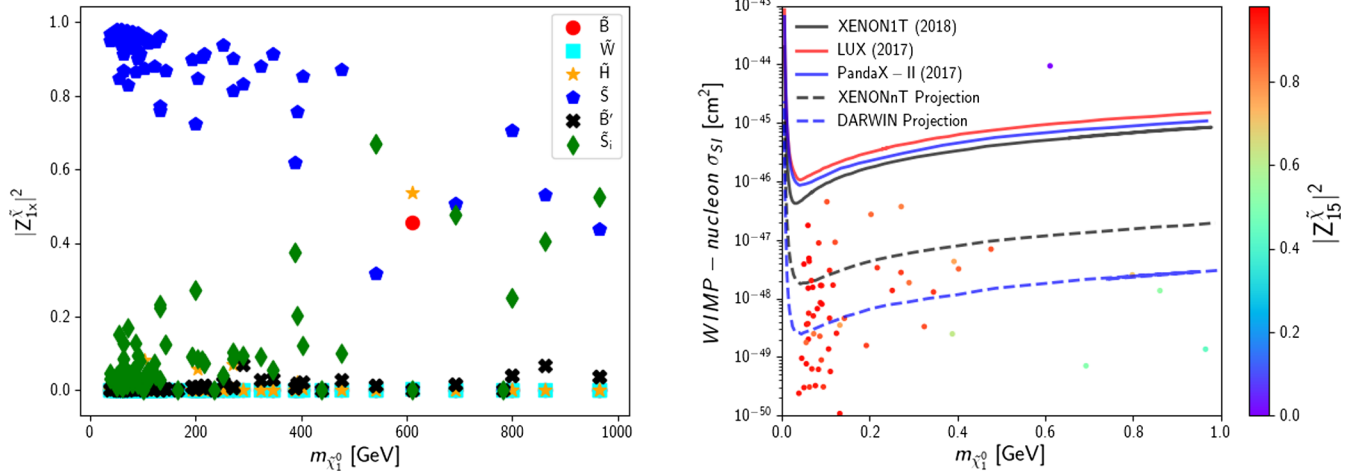 1.0
0.8
0.6
0.4
0.2
0.0
|Z^χ̃_1x|²
0 200 400 600 800 1000
m_χ̃⁰₁ [GeV]
B̃
W̃
H̃
S̃
B̃′
S̃ᵢ
10⁻⁴³
10⁻⁴⁴
10⁻⁴⁵
10⁻⁴⁶
10⁻⁴⁷
10⁻⁴⁸
10⁻⁴⁹
10⁻⁵⁰
WIMP − nucleon σ_SI [cm²]
XENON1T (2018)
LUX (2017)
PandaX − II (2017)
XENONnT Projection
DARWIN Projection
0.0 0.2 0.4 0.6 0.8 1.0
m_χ̃⁰₁ [GeV]
0.8
0.6
0.4
0.2
0.0
|Z^χ̃_15|²